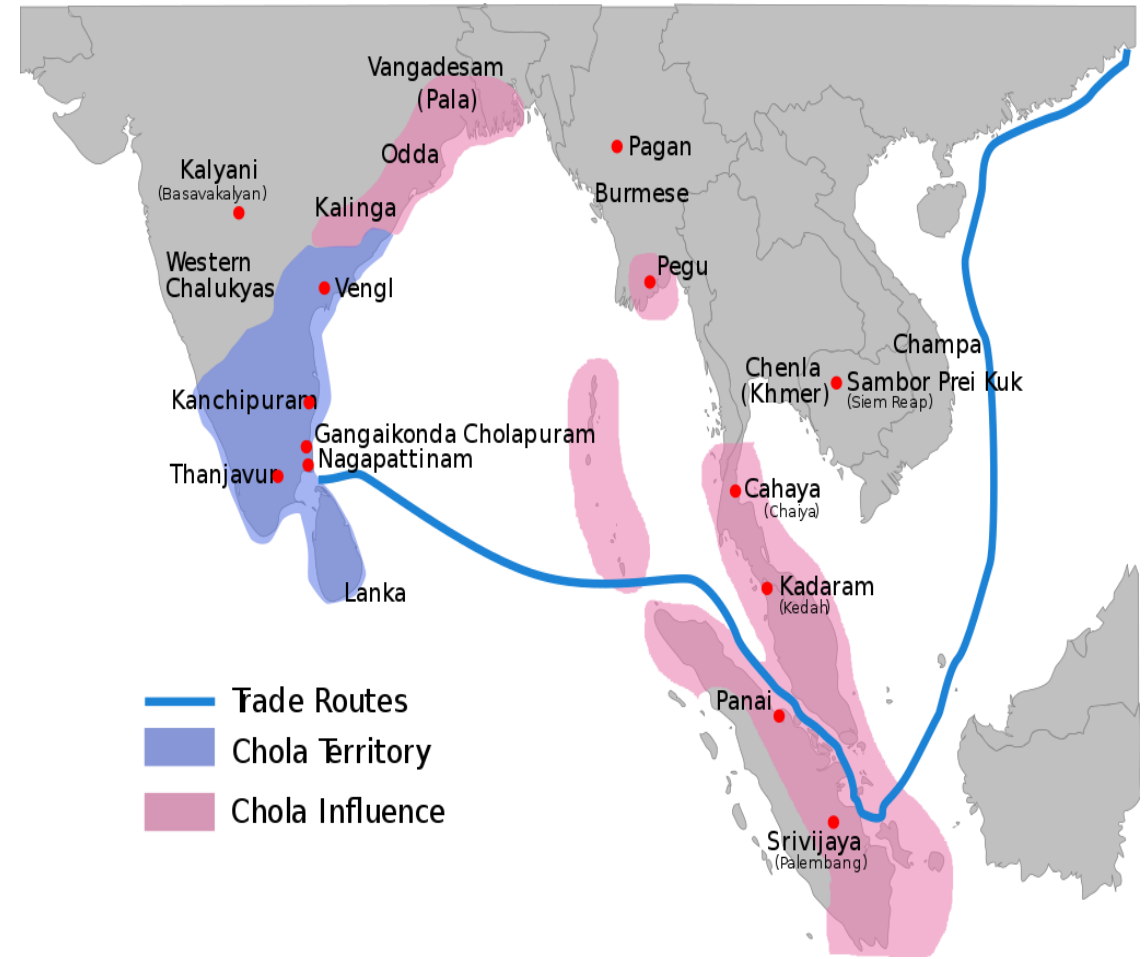 Vangadesam
(Pala)
Odda
Kalyani
(Basavakalyan)
Kalinga
Pagan
Burmese
Western
Chalukyas
Vengl
Pegu
Champa
Chenla
(Khmer)
Sambor Prei Kuk
(Siem Reap)
Kanchipuram
Gangaikonda Cholapuram
Nagapattinam
Thanjavur
Cahaya
(Chaiya)
Lanka
Kadaram
(Kedah)
Panai
Srivijaya
(Palembang)
Trade Routes
Chola Territory
Chola Influence